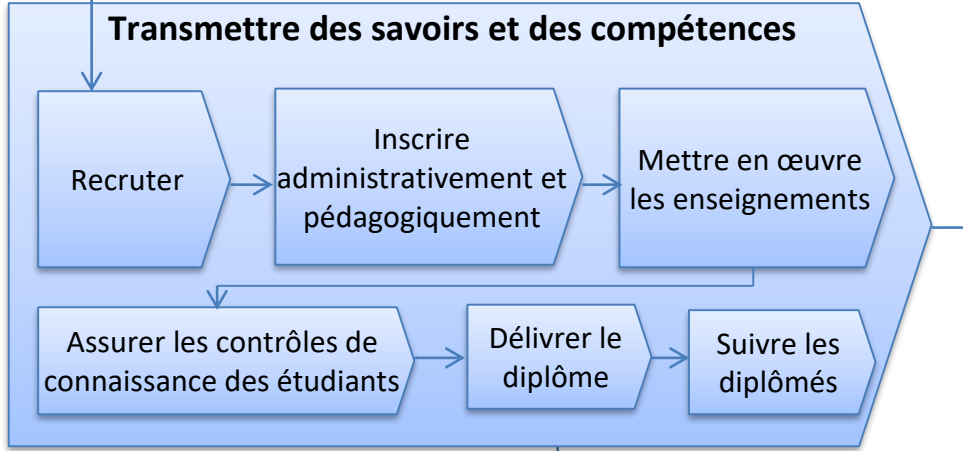 Transmettre des savoirs et des compétences
Recruter
Inscrire
administrativement et
pédagogiquement
Mettre en œuvre
les enseignements
Assurer les contrôles de
connaissance des étudiants
Délivrer le
diplôme
Suivre les
diplômés